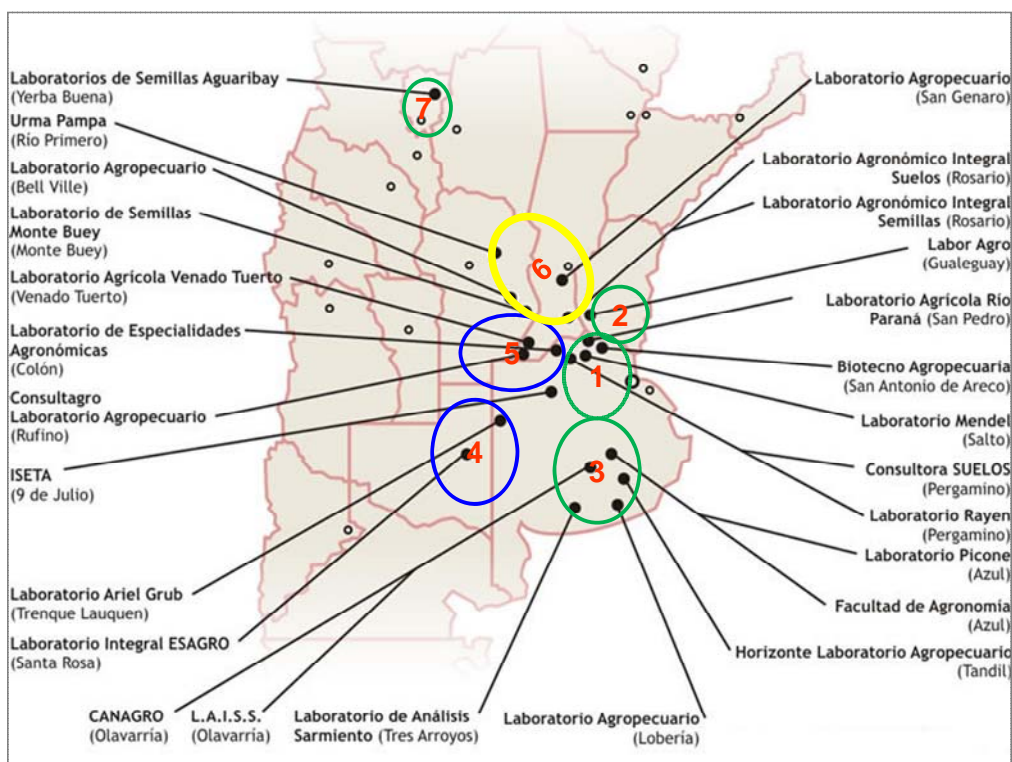 Laboratorios de Semillas Aguaribay
(Yerba Buena)
Urma Pampa
(Río Primero)
Laboratorio Agropecuario
(Bell Ville)
Laboratorio de Semillas
Monte Buey
(Monte Buey)
Laboratorio Agrícola Venado Tuerto
(Venado Tuerto)
Laboratorio de Especialidades
Agronómicas
(Colón)
Consultagro
Laboratorio Agropecuario
(Rufino)
ISETA
(9 de Julio)
Laboratorio Ariel Grub
(Trenque Lauquen)
Laboratorio Integral ESAGRO
(Santa Rosa)
CANAGRO
(Olavarría)
L.A.I.S.S.
(Olavarría)
Laboratorio de Análisis
Sarmiento (Tres Arroyos)
Laboratorio Agropecuario
(Lobería)
7
6
2
5
1
4
3
Laboratorio Agropecuario
(San Genaro)
Laboratorio Agronómico Integral
Suelos (Rosario)
Laboratorio Agronómico Integral
Semillas (Rosario)
Labor Agro
(Gualeguay)
Laboratorio Agrícola Río
Paraná (San Pedro)
Biotecno Agropecuaria
(San Antonio de Areco)
Laboratorio Mendel
(Salto)
Consultora SUELOS
(Pergamino)
Laboratorio Rayen
(Pergamino)
Laboratorio Picone
(Azul)
Facultad de Agronomía
(Azul)
Horizonte Laboratorio Agropecuario
(Tandil)